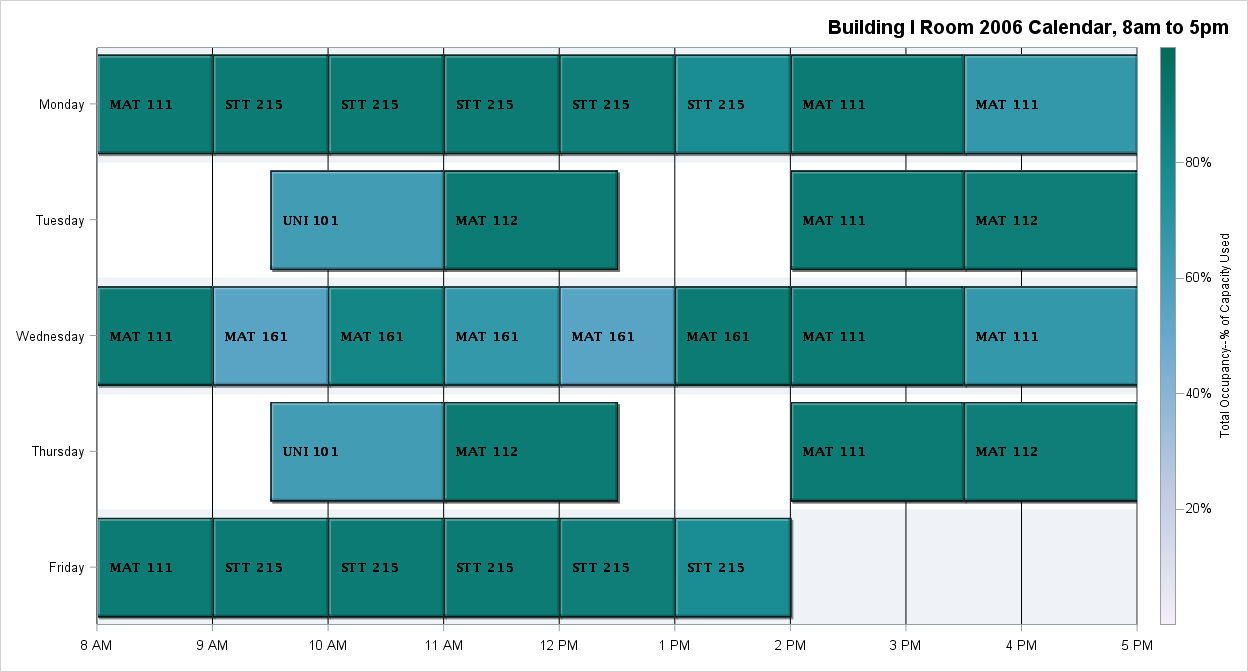 Building I Room 2006 Calendar, 8am to 5pm
Monday
MAT 111
STT 215
STT 215
STT 215
STT 215
STT 215
MAT 111
MAT 111
Tuesday
UNI 101
MAT 112
MAT 111
MAT 112
Wednesday
MAT 111
MAT 161
MAT 161
MAT 161
MAT 161
MAT 161
MAT 111
MAT 111
Thursday
UNI 101
MAT 112
MAT 111
MAT 112
Friday
MAT 111
STT 215
STT 215
STT 215
STT 215
STT 215
8 AM
9 AM
10 AM
11 AM
12 PM
1 PM
2 PM
3 PM
4 PM
5 PM
80%
60%
40%
20%
Total Occupancy--% of Capacity Used